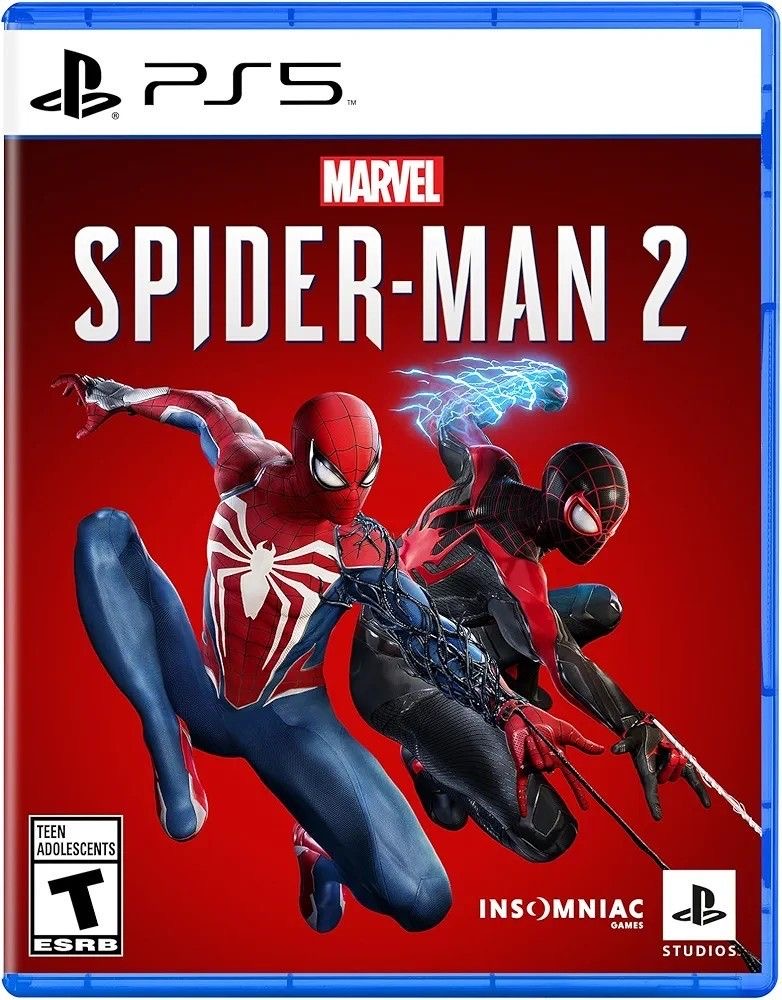 PS5
MARVEL
SPIDER-MAN 2
TEEN
ADOLESCENTS
T
ESRB
INSOMNIAC
GAMES
STUDIOS